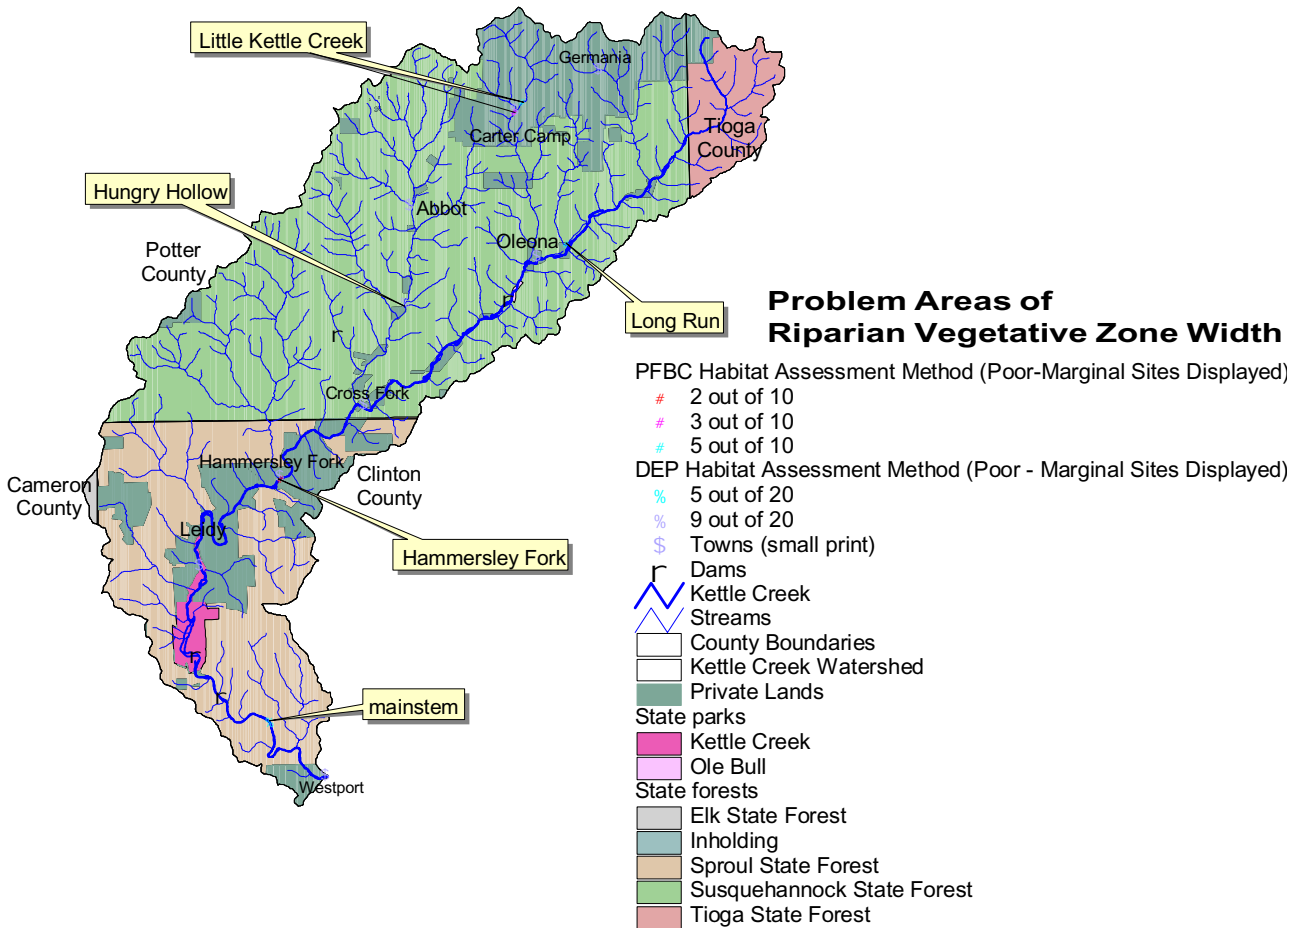 Little Kettle Creek
Germania
Carter Camp
Tioga
County
Hungry Hollow
Abbot
Potter
County
Oleona
r
Long Run
r
Cross Fork
Hammersley Fork
Clinton
County
Cameron
County
Leidy
Hammersley Fork
r
r
mainstem
Westport
Problem Areas of
Riparian Vegetative Zone Width
PFBC Habitat Assessment Method (Poor-Marginal Sites Displayed)
# 2 out of 10
# 3 out of 10
# 5 out of 10
DEP Habitat Assessment Method (Poor - Marginal Sites Displayed)
% 5 out of 20
% 9 out of 20
$ Towns (small print)
r Dams
Kettle Creek
Streams
County Boundaries
Kettle Creek Watershed
Private Lands
State parks
Kettle Creek
Ole Bull
State forests
Elk State Forest
Inholding
Sproul State Forest
Susquehannock State Forest
Tioga State Forest